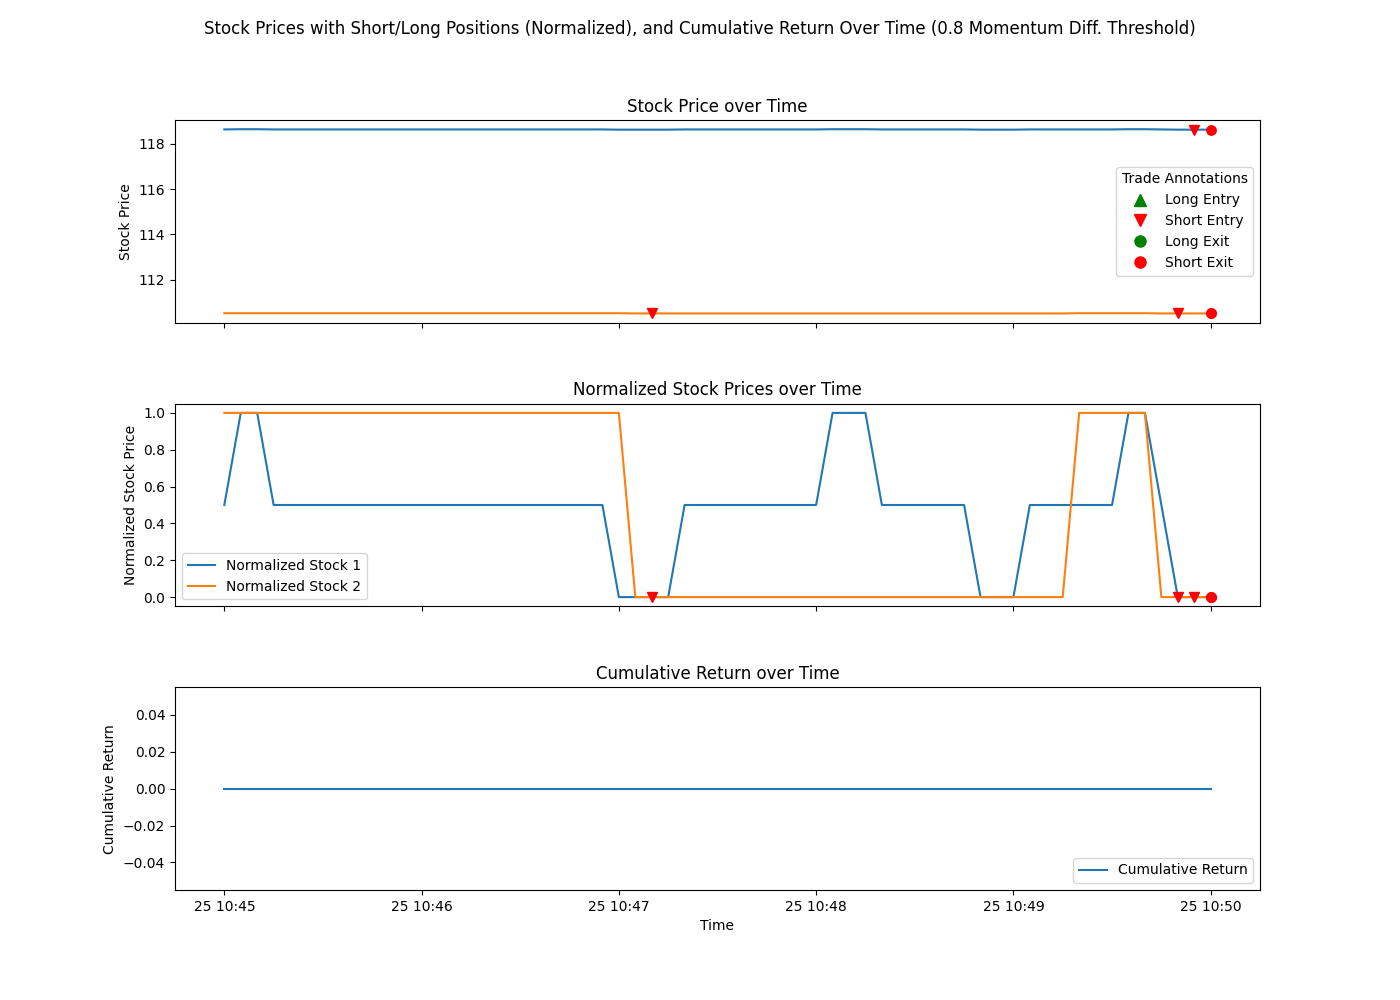 Stock Prices with Short/Long Positions (Normalized), and Cumulative Return Over Time (0.8 Momentum Diff. Threshold)
Stock Price over Time
Stock Price
118
116
114
112
Trade Annotations
Long Entry
Short Entry
Long Exit
Short Exit
Normalized Stock Prices over Time
Normalized Stock Price
1.0
0.8
0.6
0.4
0.2
0.0
Normalized Stock 1
Normalized Stock 2
Cumulative Return over Time
Cumulative Return
0.04
0.02
0.00
−0.02
−0.04
Cumulative Return
25 10:45
25 10:46
25 10:47
25 10:48
25 10:49
25 10:50
Time